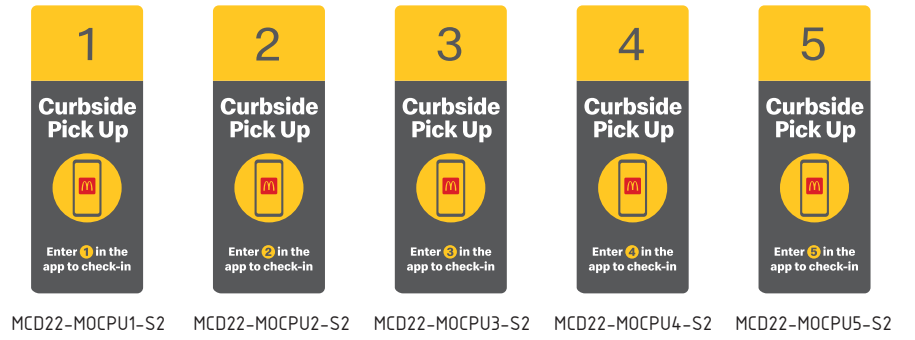 1
Curbside
Pick Up
Enter 1 in the
app to check-in
MCD22-MOCPU1-S2
2
Curbside
Pick Up
Enter 2 in the
app to check-in
MCD22-MOCPU2-S2
3
Curbside
Pick Up
Enter 3 in the
app to check-in
MCD22-MOCPU3-S2
4
Curbside
Pick Up
Enter 4 in the
app to check-in
MCD22-MOCPU4-S2
5
Curbside
Pick Up
Enter 5 in the
app to check-in
MCD22-MOCPU5-S2